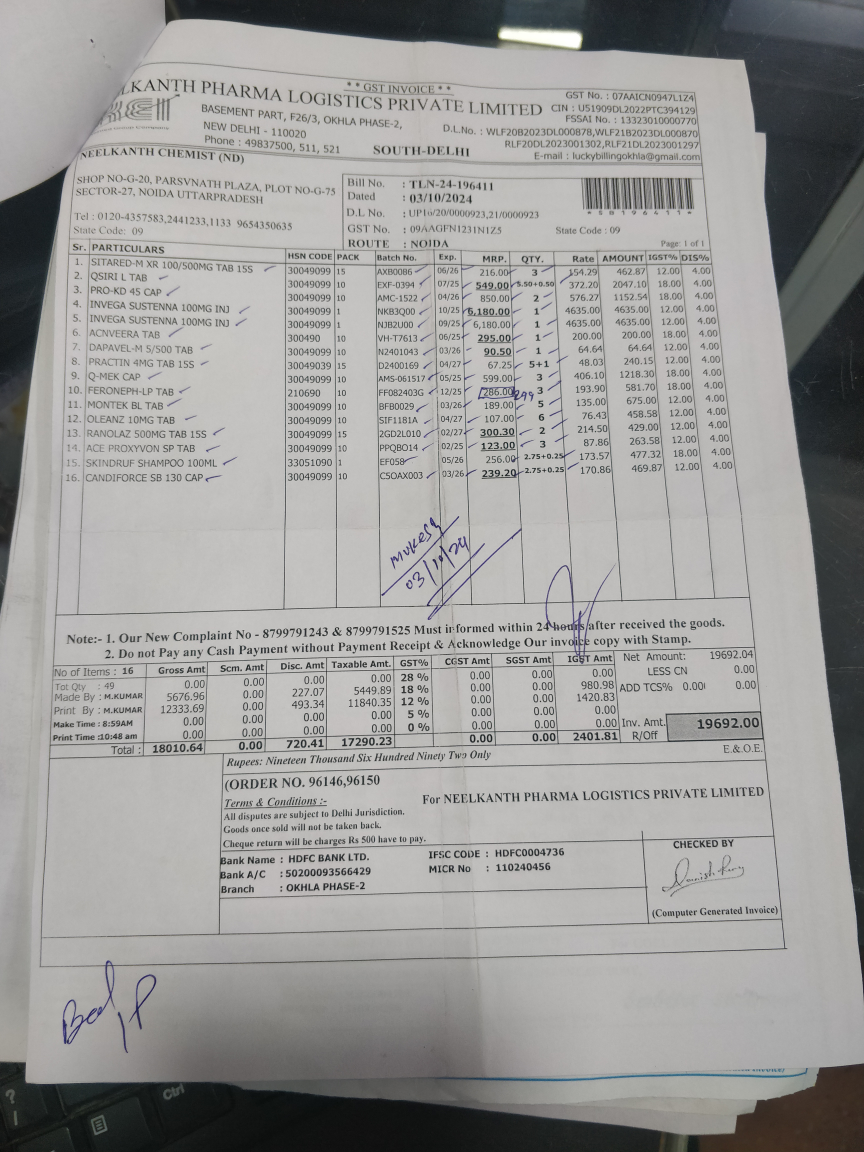 ** GST INVOICE **
LKANTH PHARMA LOGISTICS PRIVATE LIMITED
BASEMENT PART, F26/3, OKHLA PHASE-2,
NEW DELHI - 110020
Phone : 49837500, 511, 521
SOUTH-DELHI
GST No. : 07AAICN0947L1Z4
CIN : U51909DL2022PTC394129
FSSAI No. : 13323010000770
D.L.No. : WLF20B2023DL000878,WLF21B2023DL000870
RLF20DL2023001302,RLF21DL2023001297
E-mail : luckybillingokhla@gmail.com
NEELKANTH CHEMIST (ND)
SHOP NO-G-20, PARSVNATH PLAZA, PLOT NO-G-75
SECTOR-27, NOIDA UTTARPRADESH
Tel : 0120-4357583,2441233,1133 9654350635
State Code: 09
Bill No. : TLN-24-196411
Dated : 03/10/2024
D.L No. : UP16/20/0000923,21/0000923
GST No. : 09AAGFN1231N1Z5 State Code : 09
ROUTE : NOIDA
*58196411*
Page: 1 of 1
Sr. PARTICULARS HSN CODE PACK Batch No. Exp. MRP. QTY. Rate AMOUNT IGST% DIS%
1. SITARED-M XR 100/500MG TAB 15S 30049099 15 AXB0086 06/26 216.00 3 154.29 462.87 12.00 4.00
2. QSIRI L TAB 30049099 10 EXF-0394 07/25 549.00 5.50+0.50 372.20 2047.10 18.00 4.00
3. PRO-KD 45 CAP 30049099 10 AMC-1522 04/26 850.00 2 576.27 1152.54 18.00 4.00
4. INVEGA SUSTENNA 100MG INJ 30049099 1 NKB3Q00 10/25 6,180.00 1 4635.00 4635.00 12.00 4.00
5. INVEGA SUSTENNA 100MG INJ 30049099 1 NJB2U00 09/25 6,180.00 1 4635.00 4635.00 12.00 4.00
6. ACNVEERA TAB 300490 10 VH-T7613 06/25 295.00 1 200.00 200.00 18.00 4.00
7. DAPAVEL-M 5/500 TAB 30049099 10 N2401043 03/26 90.50 1 64.64 64.64 12.00 4.00
8. PRACTIN 4MG TAB 15S 30049039 15 D2400169 04/27 67.25 5+1 48.03 240.15 12.00 4.00
9. Q-MEK CAP 30049099 10 AMS-061517 05/25 599.00 3 406.10 1218.30 18.00 4.00
10. FERONEPH-LP TAB 210690 10 FF082403G 12/25 286.00 299 3 193.90 581.70 18.00 4.00
11. MONTEK BL TAB 30049099 10 BFB0029 03/26 189.00 5 135.00 675.00 12.00 4.00
12. OLEANZ 10MG TAB 30049099 10 SIF1181A 04/27 107.00 6 76.43 458.58 12.00 4.00
13. RANOLAZ 500MG TAB 15S 30049099 15 2GD2L010 02/27 300.30 2 214.50 429.00 12.00 4.00
14. ACE PROXYVON SP TAB 30049099 10 PPQBO14 02/25 123.00 3 87.86 263.58 12.00 4.00
15. SKINDRUF SHAMPOO 100ML 33051090 1 EF058 05/26 256.00 2.75+0.25 173.57 477.32 18.00 4.00
16. CANDIFORCE SB 130 CAP 30049099 10 C5OAX003 03/26 239.20 2.75+0.25 170.86 469.87 12.00 4.00
Mukesh
03/10/24
Note:- 1. Our New Complaint No - 8799791243 & 8799791525 Must informed within 24 hours after received the goods.
2. Do not Pay any Cash Payment without Payment Receipt & Acknowledge Our invoice copy with Stamp.
No of Items : 16 Gross Amt Scm. Amt Disc. Amt Taxable Amt. GST% CGST Amt SGST Amt IGST Amt Net Amount: 19692.04
Tot Qty : 49 0.00 0.00 0.00 0.00 28 % 0.00 0.00 0.00 LESS CN 0.00
Made By : M.KUMAR 5676.96 0.00 227.07 5449.89 18 % 0.00 0.00 980.98 ADD TCS% 0.00 0.00
Print By : M.KUMAR 12333.69 0.00 493.34 11840.35 12 % 0.00 0.00 1420.83
Make Time : 8:59AM 0.00 0.00 0.00 0.00 5 % 0.00 0.00 0.00
Print Time :10:48 am 0.00 0.00 0.00 0.00 0 % 0.00 0.00 0.00 Inv. Amt. 19692.00
Total : 18010.64 0.00 720.41 17290.23 0.00 0.00 2401.81 R/Off
Rupees: Nineteen Thousand Six Hundred Ninety Two Only E.& O.E.
(ORDER NO. 96146,96150
Terms & Conditions :-
All disputes are subject to Delhi Jurisdiction.
Goods once sold will not be taken back.
Cheque return will be charges Rs 500 have to pay.
For NEELKANTH PHARMA LOGISTICS PRIVATE LIMITED
Bank Name : HDFC BANK LTD. IFSC CODE : HDFC0004736
Bank A/C : 50200093566429 MICR No : 110240456
Branch : OKHLA PHASE-2
CHECKED BY
(Computer Generated Invoice)
Ctrl